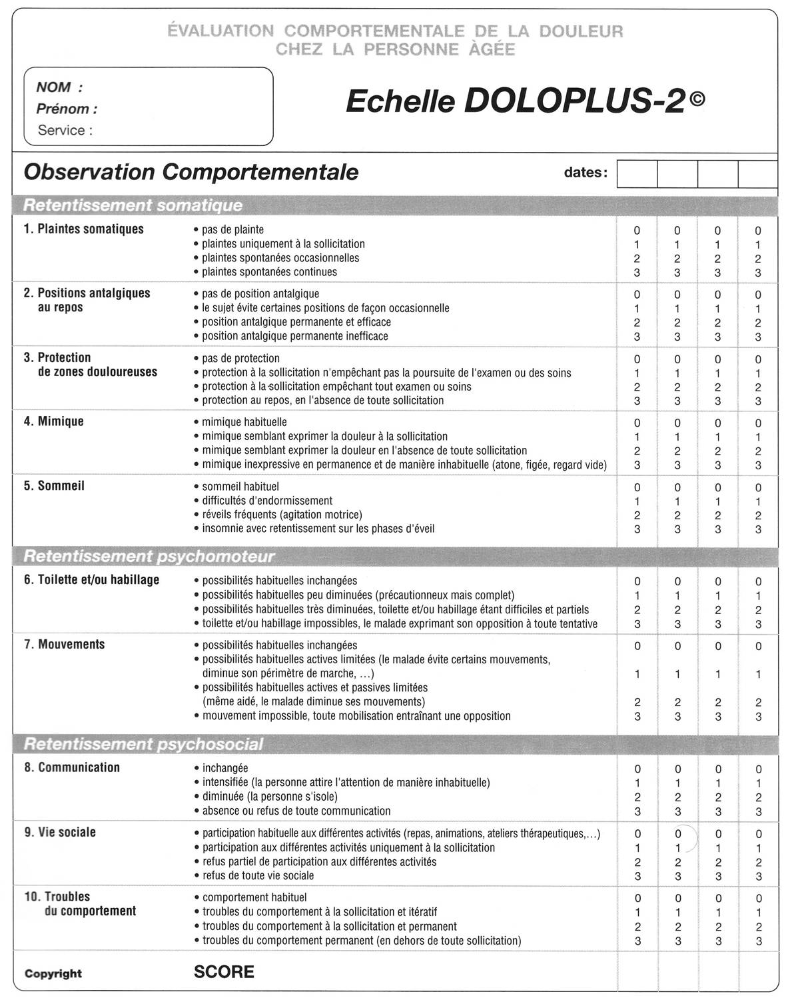 ÉVALUATION COMPORTEMENTALE DE LA DOULEUR
CHEZ LA PERSONNE ÀGÉE
NOM :
Prénom :
Service :
Echelle DOLOPLUS-2©
Observation Comportementale
dates:
Retentissement somatique
1. Plaintes somatiques
• pas de plainte 0 0 0 0
• plaintes uniquement à la sollicitation 1 1 1 1
• plaintes spontanées occasionnelles 2 2 2 2
• plaintes spontanées continues 3 3 3 3
2. Positions antalgiques
au repos
• pas de position antalgique 0 0 0 0
• le sujet évite certaines positions de façon occasionnelle 1 1 1 1
• position antalgique permanente et efficace 2 2 2 2
• position antalgique permanente inefficace 3 3 3 3
3. Protection
de zones douloureuses
• pas de protection 0 0 0 0
• protection à la sollicitation n'empêchant pas la poursuite de l'examen ou des soins 1 1 1 1
• protection à la sollicitation empêchant tout examen ou soins 2 2 2 2
• protection au repos, en l'absence de toute sollicitation 3 3 3 3
4. Mimique
• mimique habituelle 0 0 0 0
• mimique semblant exprimer la douleur à la sollicitation 1 1 1 1
• mimique semblant exprimer la douleur en l'absence de toute sollicitation 2 2 2 2
• mimique inexpressive en permanence et de manière inhabituelle (atone, figée, regard vide) 3 3 3 3
5. Sommeil
• sommeil habituel 0 0 0 0
• difficultés d'endormissement 1 1 1 1
• réveils fréquents (agitation motrice) 2 2 2 2
• insomnie avec retentissement sur les phases d'éveil 3 3 3 3
Retentissement psychomoteur
6. Toilette et/ou habillage
• possibilités habituelles inchangées 0 0 0 0
• possibilités habituelles peu diminuées (précautionneux mais complet) 1 1 1 1
• possibilités habituelles très diminuées, toilette et/ou habillage étant difficiles et partiels 2 2 2 2
• toilette et/ou habillage impossibles, le malade exprimant son opposition à toute tentative 3 3 3 3
7. Mouvements
• possibilités habituelles inchangées 0 0 0 0
• possibilités habituelles actives limitées (le malade évite certains mouvements,
diminue son périmètre de marche, ...) 1 1 1 1
• possibilités habituelles actives et passives limitées
(même aidé, le malade diminue ses mouvements) 2 2 2 2
• mouvement impossible, toute mobilisation entraînant une opposition 3 3 3 3
Retentissement psychosocial
8. Communication
• inchangée 0 0 0 0
• intensifiée (la personne attire l'attention de manière inhabituelle) 1 1 1 1
• diminuée (la personne s'isole) 2 2 2 2
• absence ou refus de toute communication 3 3 3 3
9. Vie sociale
• participation habituelle aux différentes activités (repas, animations, ateliers thérapeutiques,...) 0 0 0 0
• participation aux différentes activités uniquement à la sollicitation 1 1 1 1
• refus partiel de participation aux différentes activités 2 2 2 2
• refus de toute vie sociale 3 3 3 3
10. Troubles
du comportement
• comportement habituel 0 0 0 0
• troubles du comportement à la sollicitation et itératif 1 1 1 1
• troubles du comportement à la sollicitation et permanent 2 2 2 2
• troubles du comportement permanent (en dehors de toute sollicitation) 3 3 3 3
Copyright
SCORE